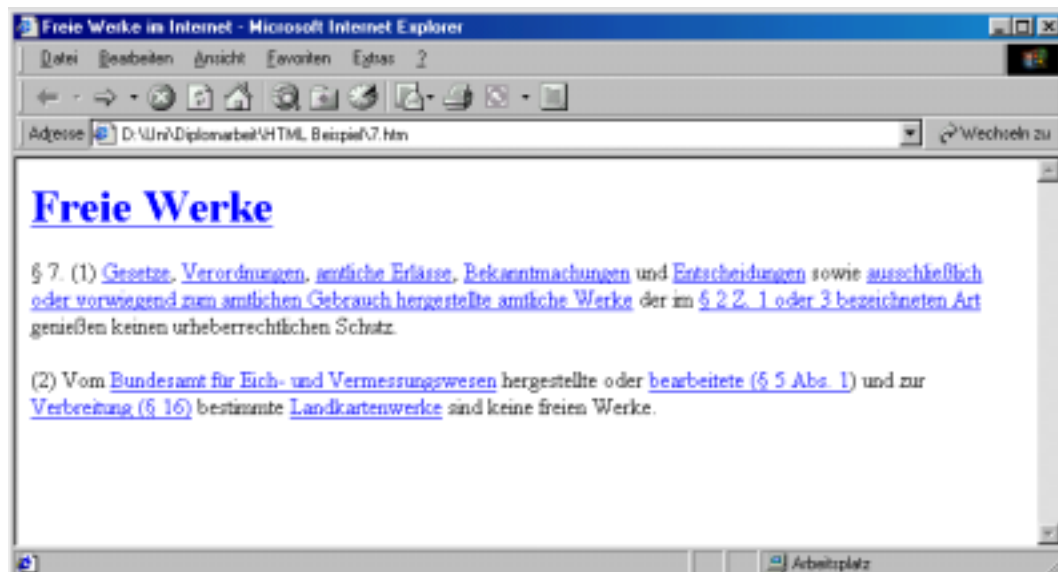 Freie Werke im Internet - Microsoft Internet Explorer
Datei Bearbeiten Ansicht Favoriten Extras ?
Adresse D:\Uni\Diplomarbeit\HTML Beispiel\7.htm Wechseln zu
Freie Werke
§ 7. (1) Gesetze, Verordnungen, amtliche Erlässe, Bekanntmachungen und Entscheidungen sowie ausschließlich
oder vorwiegend zum amtlichen Gebrauch hergestellte amtliche Werke der im § 2 Z. 1 oder 3 bezeichneten Art
genießen keinen urheberrechtlichen Schutz.
(2) Vom Bundesamt für Eich- und Vermessungswesen hergestellte oder bearbeitete (§ 5 Abs. 1) und zur
Verbreitung (§ 16) bestimmte Landkartenwerke sind keine freien Werke.
Arbeitsplatz